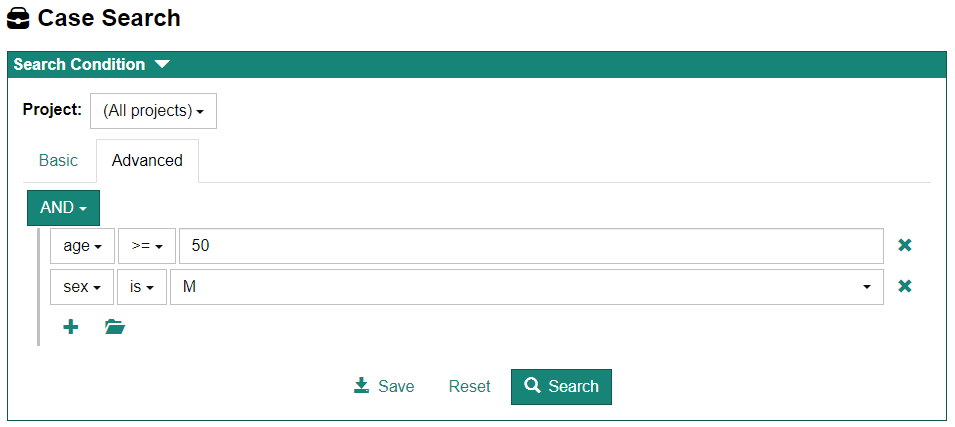 Case Search
Search Condition
Project: (All projects)
Basic Advanced
AND
age >= 50
sex is M
Save Reset Search